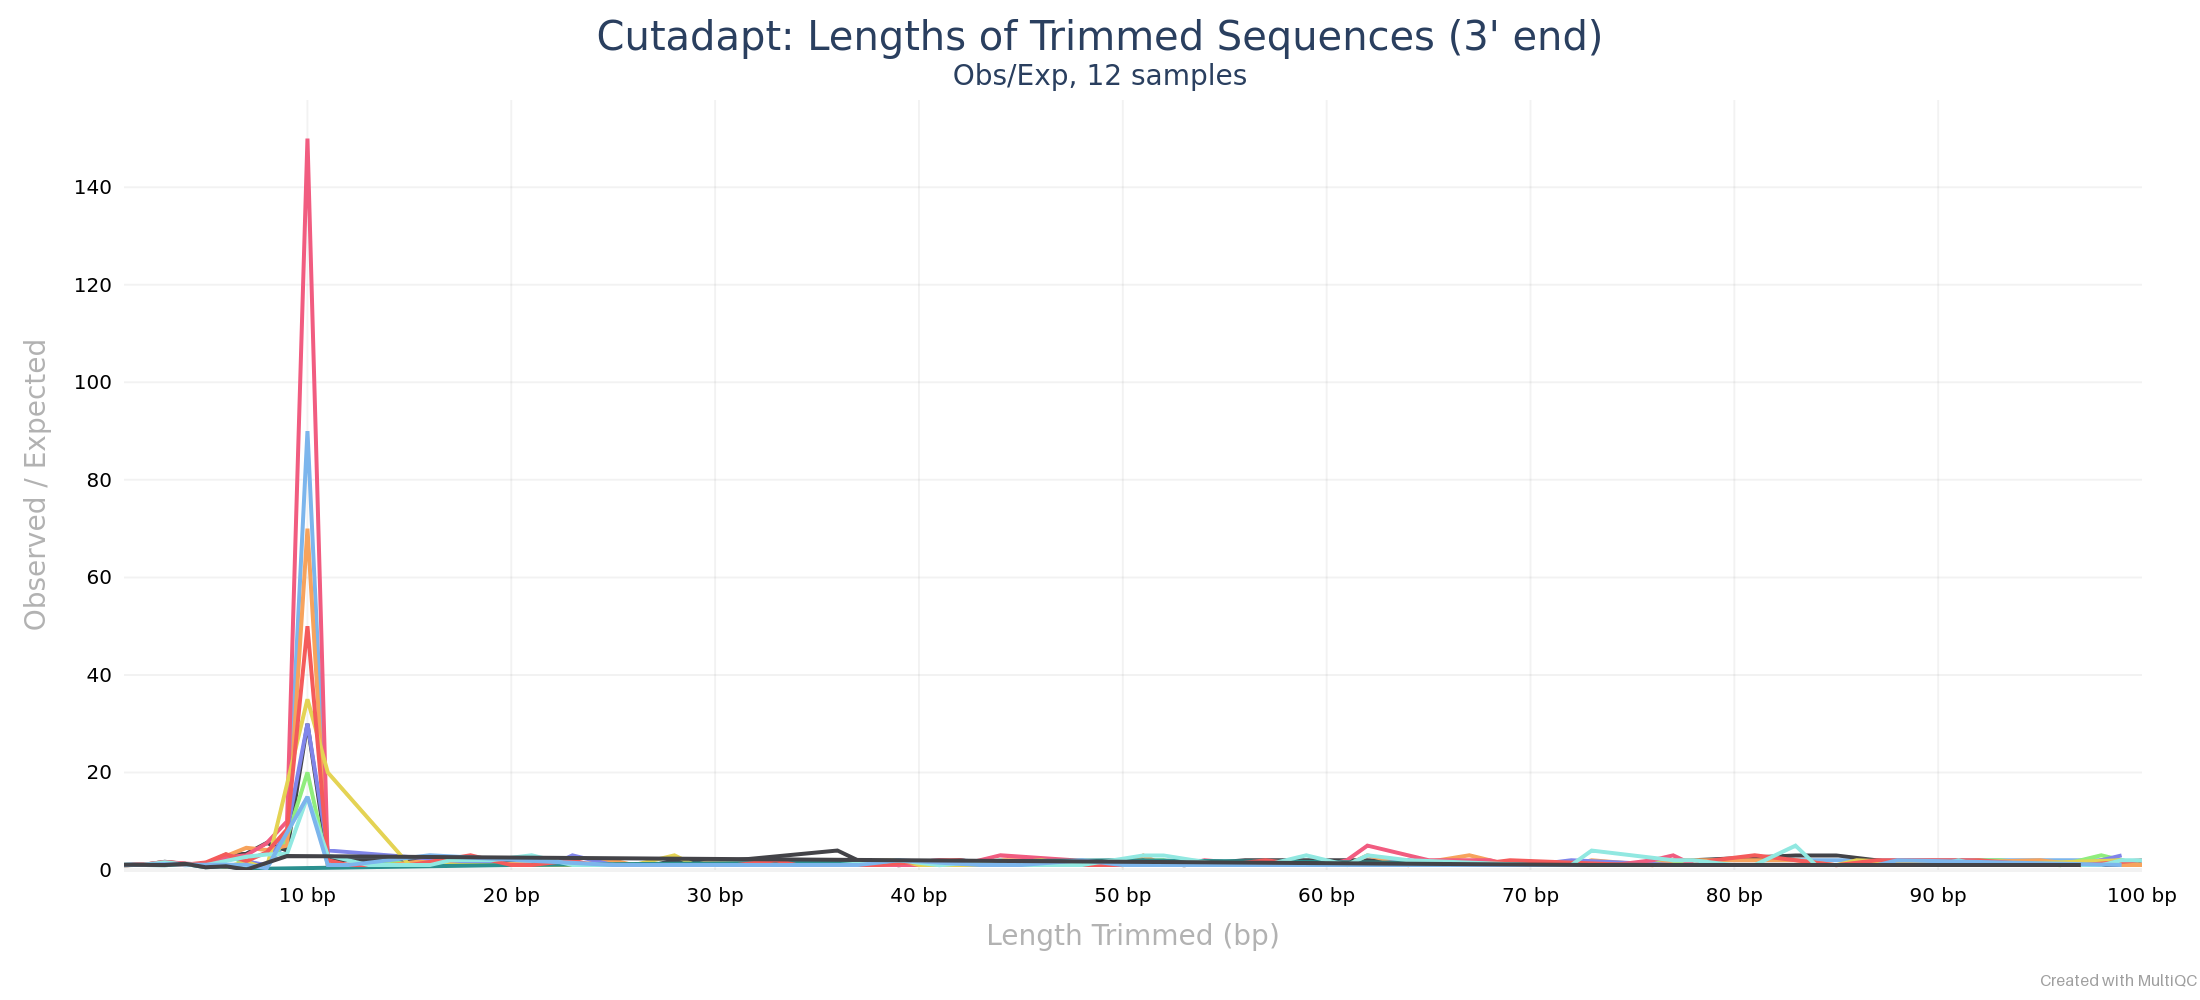 Cutadapt: Lengths of Trimmed Sequences (3' end)
Obs/Exp, 12 samples
Observed / Expected
140
120
100
80
60
40
20
0
10 bp 20 bp 30 bp 40 bp 50 bp 60 bp 70 bp 80 bp 90 bp 100 bp
Length Trimmed (bp)
Created with MultiQC